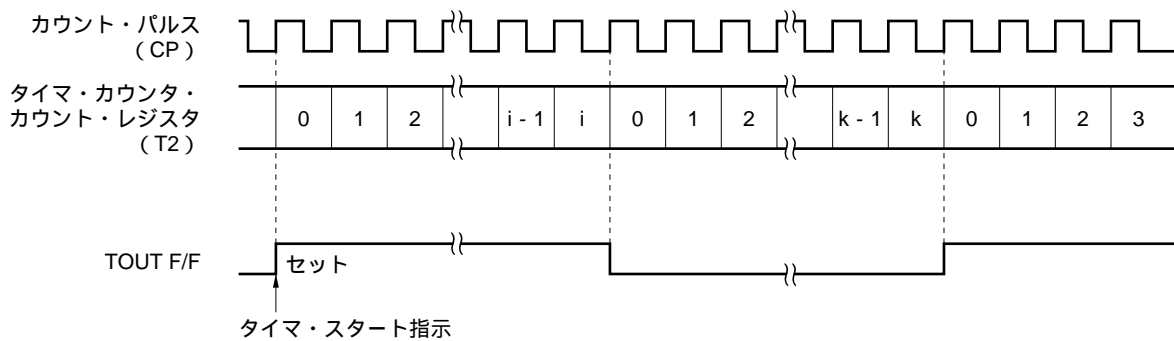 カウント・パルス
（CP）
タイマ・カウンタ・
カウント・レジスタ
（T2）
0 1 2 i - 1 i 0 1 2 k - 1 k 0 1 2 3
TOUT F/F
セット
タイマ・スタート指示